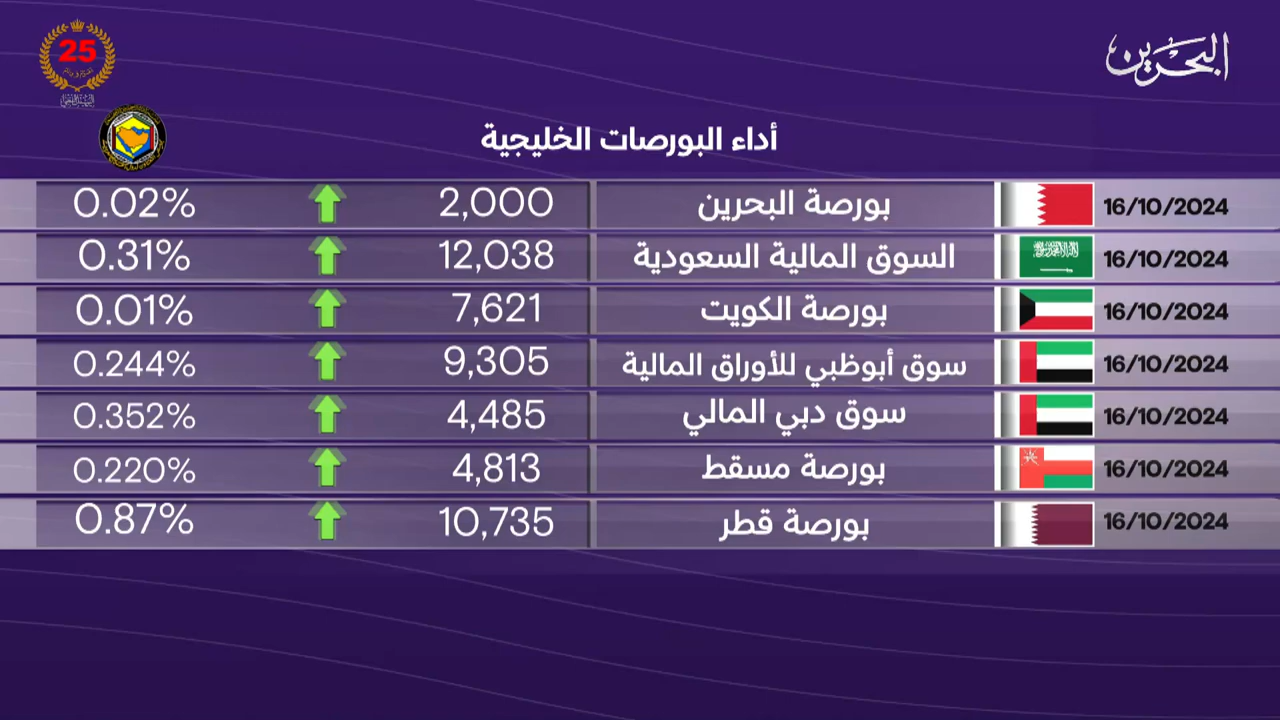 البحرين
25
أداء البورصات الخليجية
16/10/2024 بورصة البحرين 2,000 0.02%
16/10/2024 السوق المالية السعودية 12,038 0.31%
16/10/2024 بورصة الكويت 7,621 0.01%
16/10/2024 سوق أبوظبي للأوراق المالية 9,305 0.244%
16/10/2024 سوق دبي المالي 4,485 0.352%
16/10/2024 بورصة مسقط 4,813 0.220%
16/10/2024 بورصة قطر 10,735 0.87%